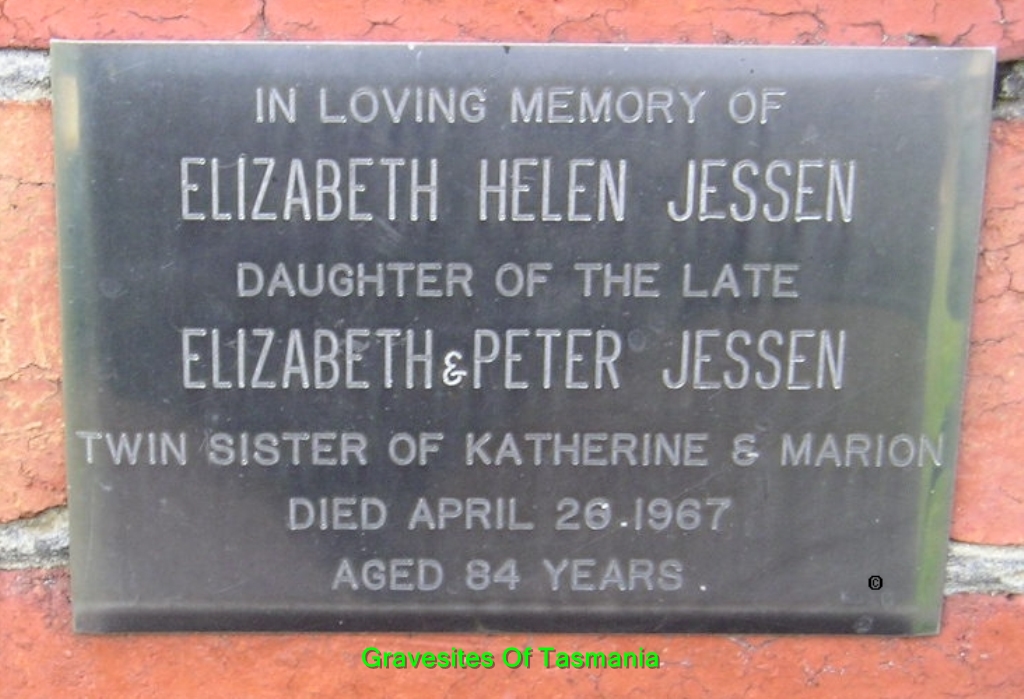 IN LOVING MEMORY OF
ELIZABETH HELEN JESSEN
DAUGHTER OF THE LATE
ELIZABETH & PETER JESSEN
TWIN SISTER OF KATHERINE & MARION
DIED APRIL 26.1967
AGED 84 YEARS.
©
Gravesites Of Tasmania